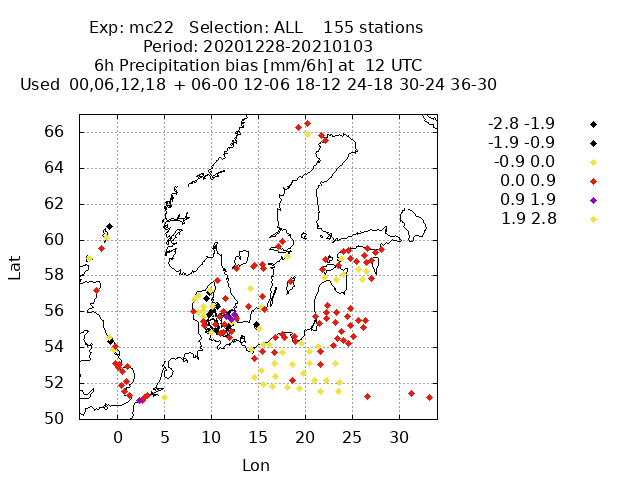 Exp: mc22 Selection: ALL 155 stations
Period: 20201228-20210103
6h Precipitation bias [mm/6h] at 12 UTC
Used 00,06,12,18 + 06-00 12-06 18-12 24-18 30-24 36-30
-2.8 -1.9
-1.9 -0.9
-0.9 0.0
0.0 0.9
0.9 1.9
1.9 2.8
66
64
62
60
58
56
54
52
50
Lat
0 5 10 15 20 25 30
Lon